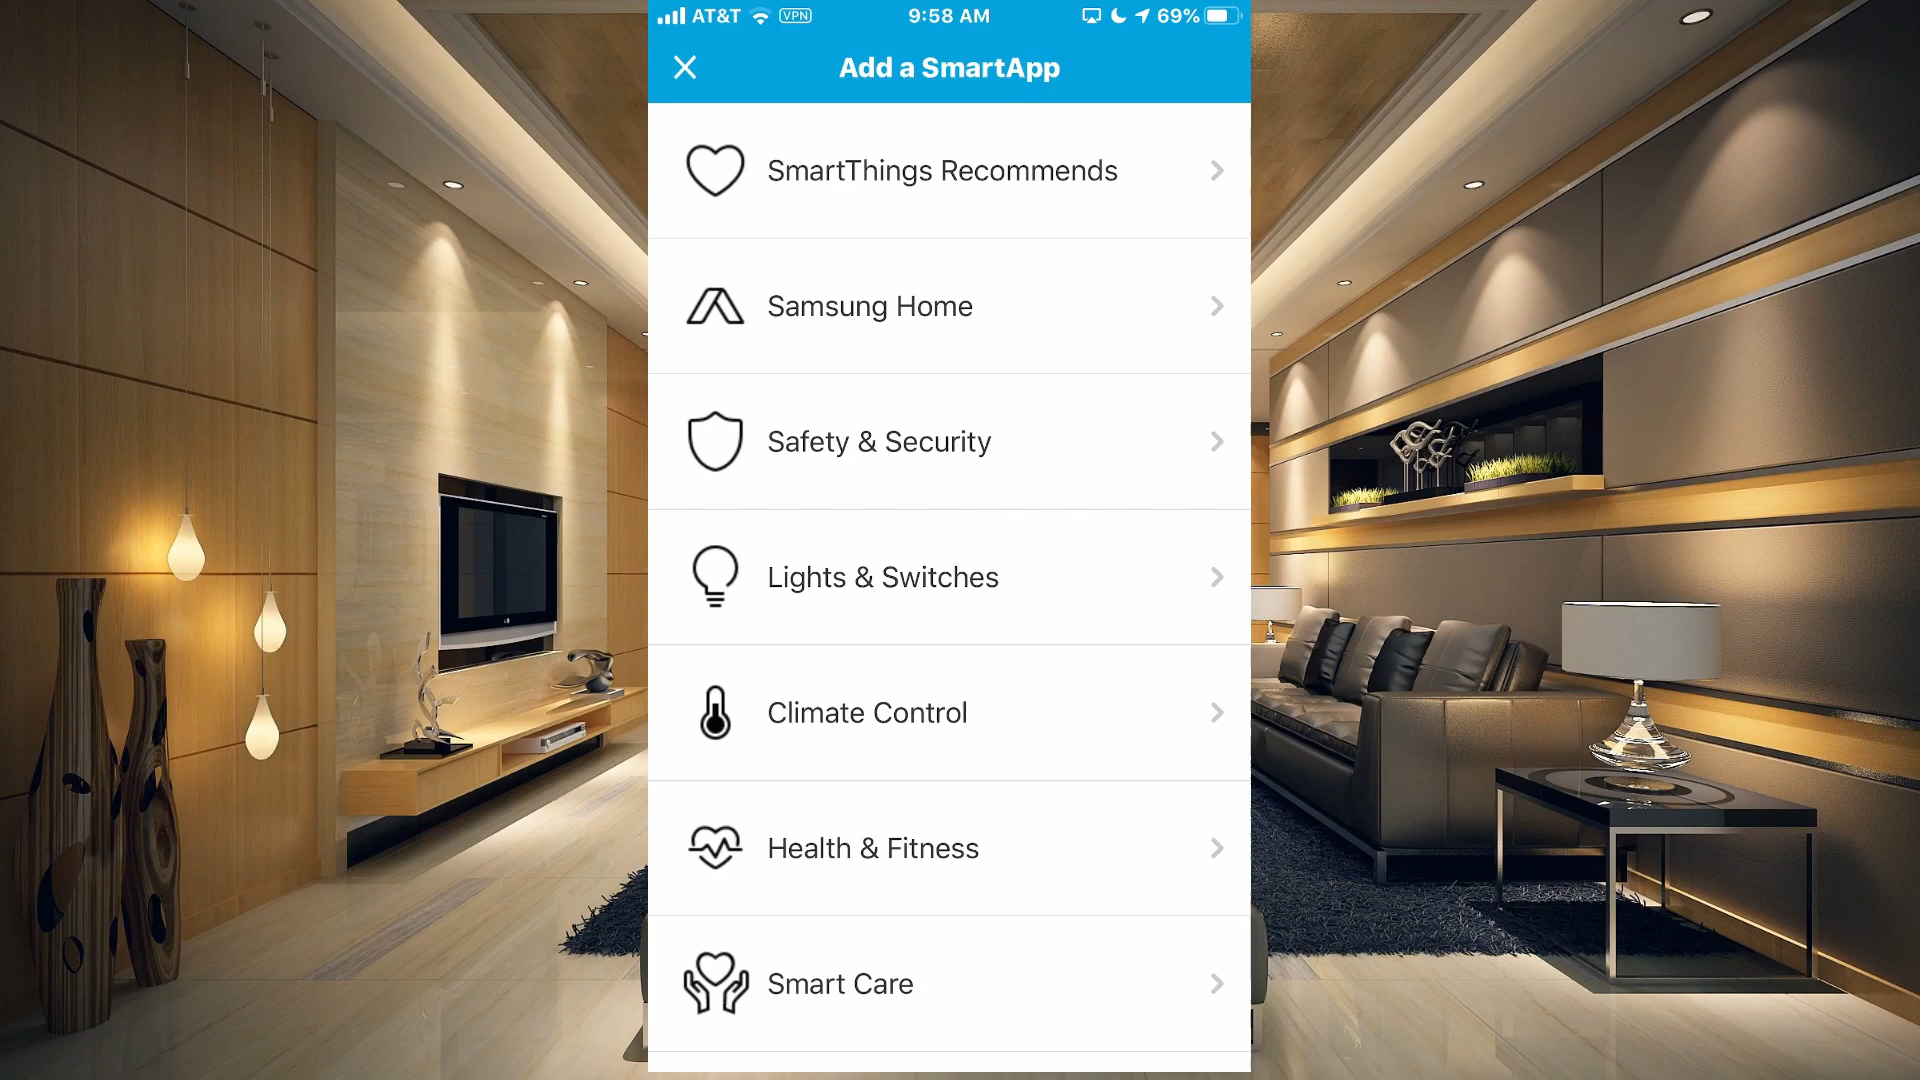 AT&T VPN 9:58 AM 69%
Add a SmartApp
SmartThings Recommends
Samsung Home
Safety & Security
Lights & Switches
Climate Control
Health & Fitness
Smart Care